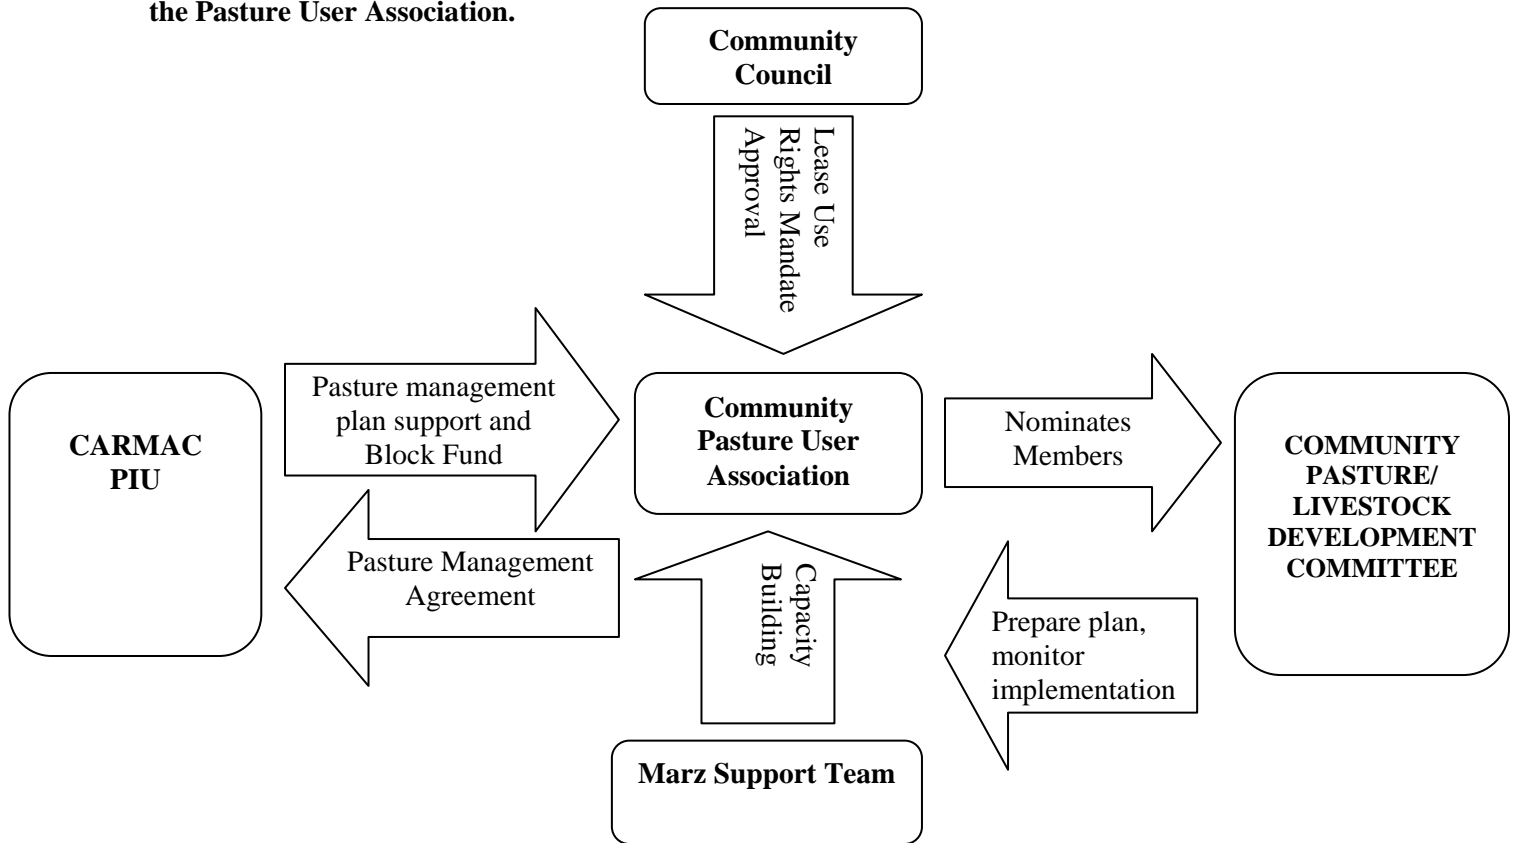 the Pasture User Association.
Community
Council
Lease Use
Rights Mandate
Approval
Pasture management
plan support and
Block Fund
CARMAC
PIU
Community
Pasture User
Association
Nominates
Members
COMMUNITY
PASTURE/
LIVESTOCK
DEVELOPMENT
COMMITTEE
Pasture Management
Agreement
Capacity
Building
Prepare plan,
monitor
implementation
Marz Support Team